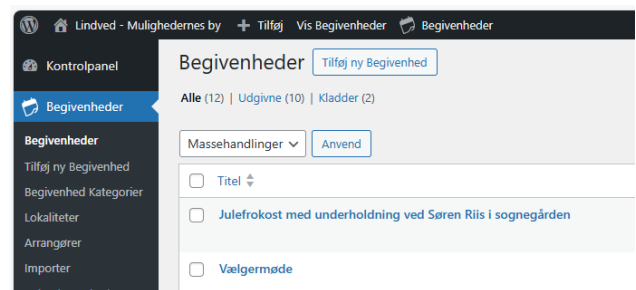 Lindved - Mulighedernes by + Tilføj Vis Begivenheder Begivenheder
Kontrolpanel
Begivenheder
Begivenheder
Tilføj ny Begivenhed
Begivenhed Kategorier
Lokaliteter
Arrangører
Importer
Begivenheder Tilføj ny Begivenhed
Alle (12) | Udgivne (10) | Kladder (2)
Massehandlinger Anvend
Titel
Julefrokost med underholdning ved Søren Riis i sognegården
Vælgermøde